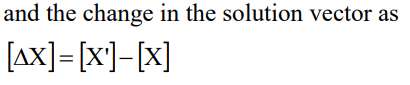 and the change in the solution vector as
[ΔX]=[X']−[X]